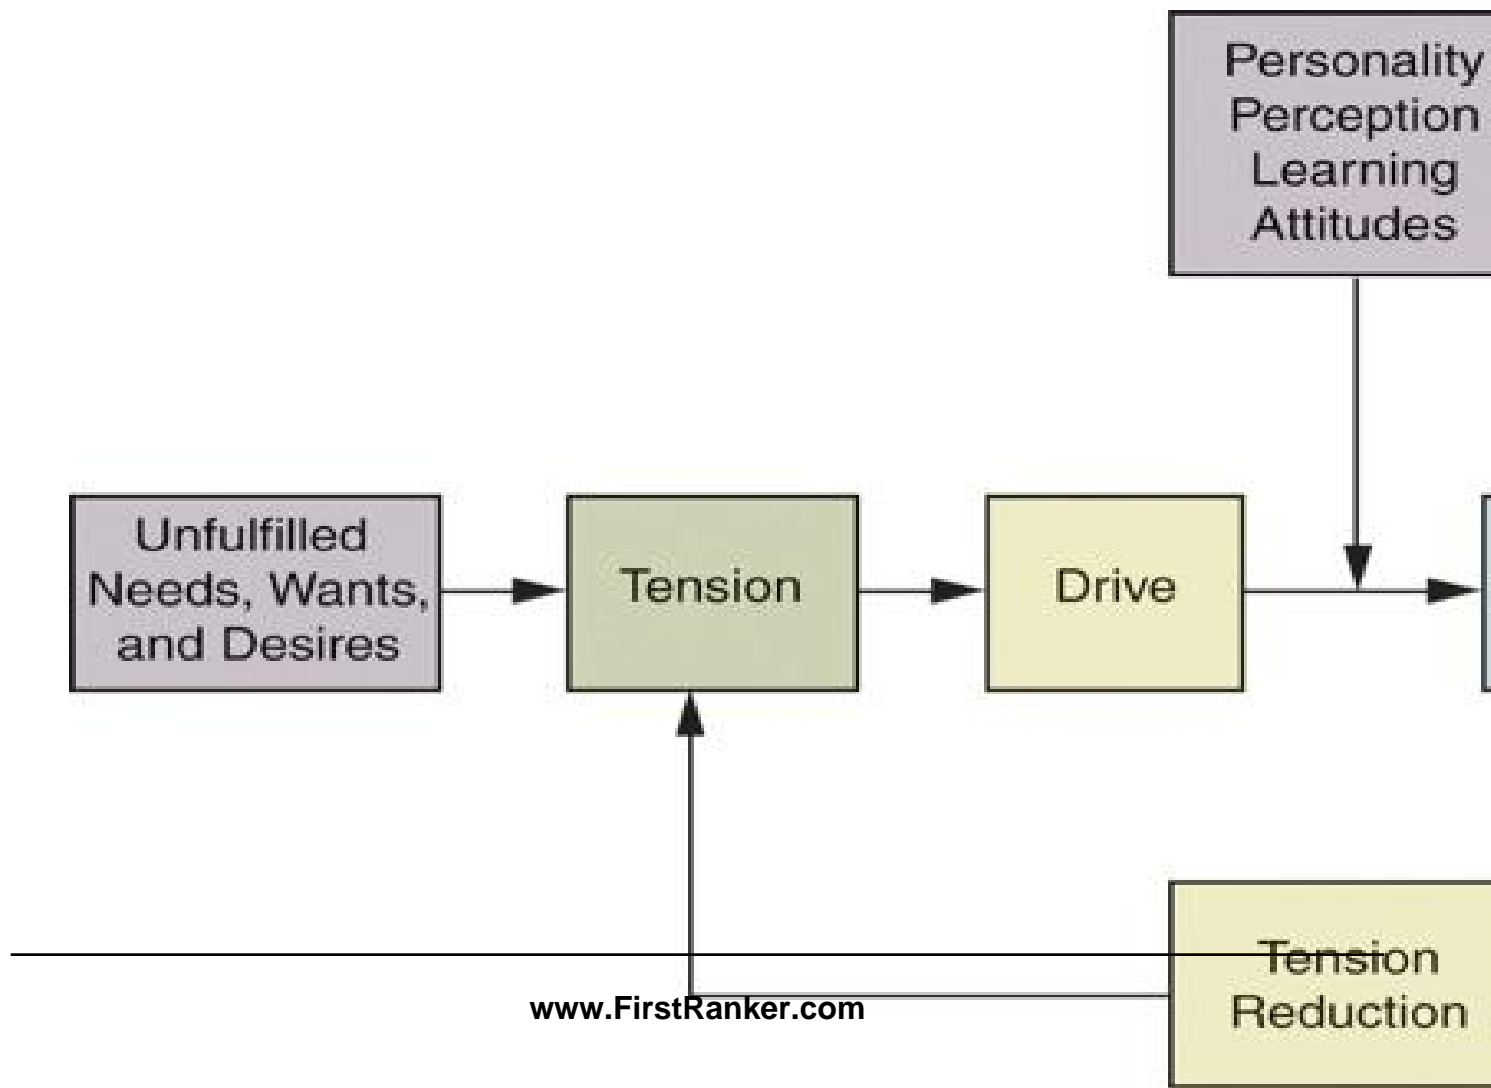 Personality
Perception
Learning
Attitudes
Unfulfilled
Needs, Wants,
and Desires
Tension
Drive
Tension
Reduction
www.FirstRanker.com